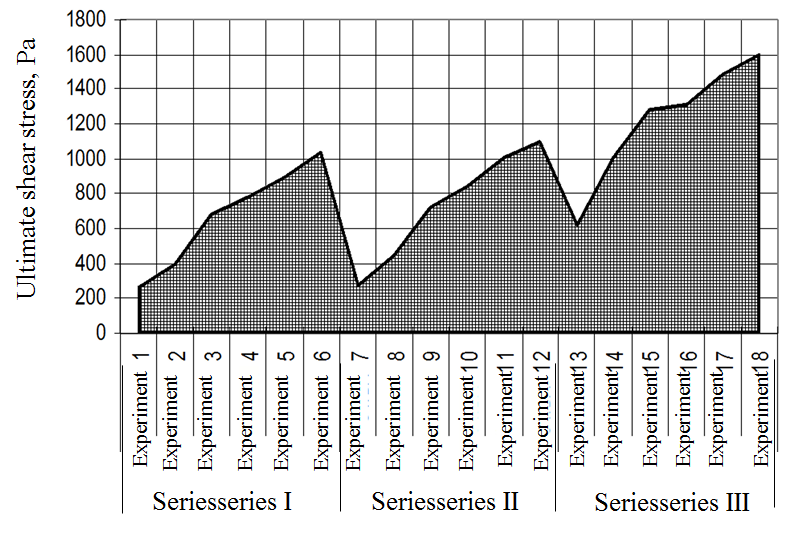 Ultimate shear stress, Pa
1800
1600
1400
1200
1000
800
600
400
200
0
Experiment 1
Experiment 2
Experiment 3
Experiment 4
Experiment 5
Experiment 6
Experiment 7
Experiment 8
Experiment 9
Experiment 10
Experiment 11
Experiment 12
Experiment 13
Experiment 14
Experiment 15
Experiment 16
Experiment 17
Experiment 18
Seriesseries I
Seriesseries II
Seriesseries III